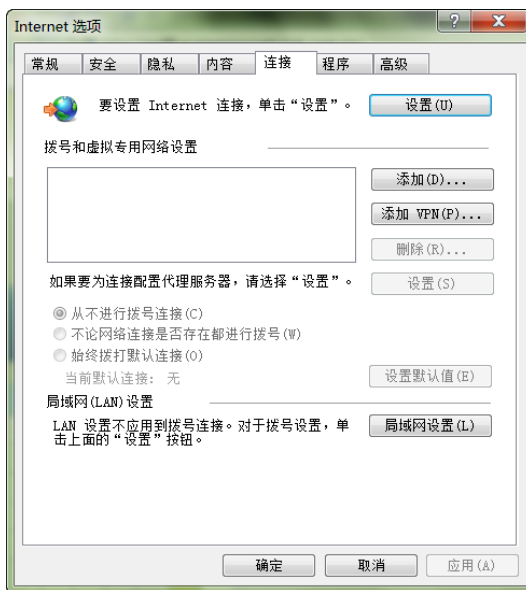 Internet 选项
常规 安全 隐私 内容 连接 程序 高级
要设置 Internet 连接，单击“设置”。 设置(U)
拨号和虚拟专用网络设置
添加(D)...
添加 VPN(P)...
删除(R)...
如果要为连接配置代理服务器，请选择“设置”。 设置(S)
从不进行拨号连接(C)
不论网络连接是否存在都进行拨号(W)
始终拨打默认连接(O)
当前默认连接： 无 设置默认值(E)
局域网(LAN)设置
LAN 设置不应用到拨号连接。对于拨号设置，单 局域网设置(L)
击上面的“设置”按钮。
确定 取消 应用(A)